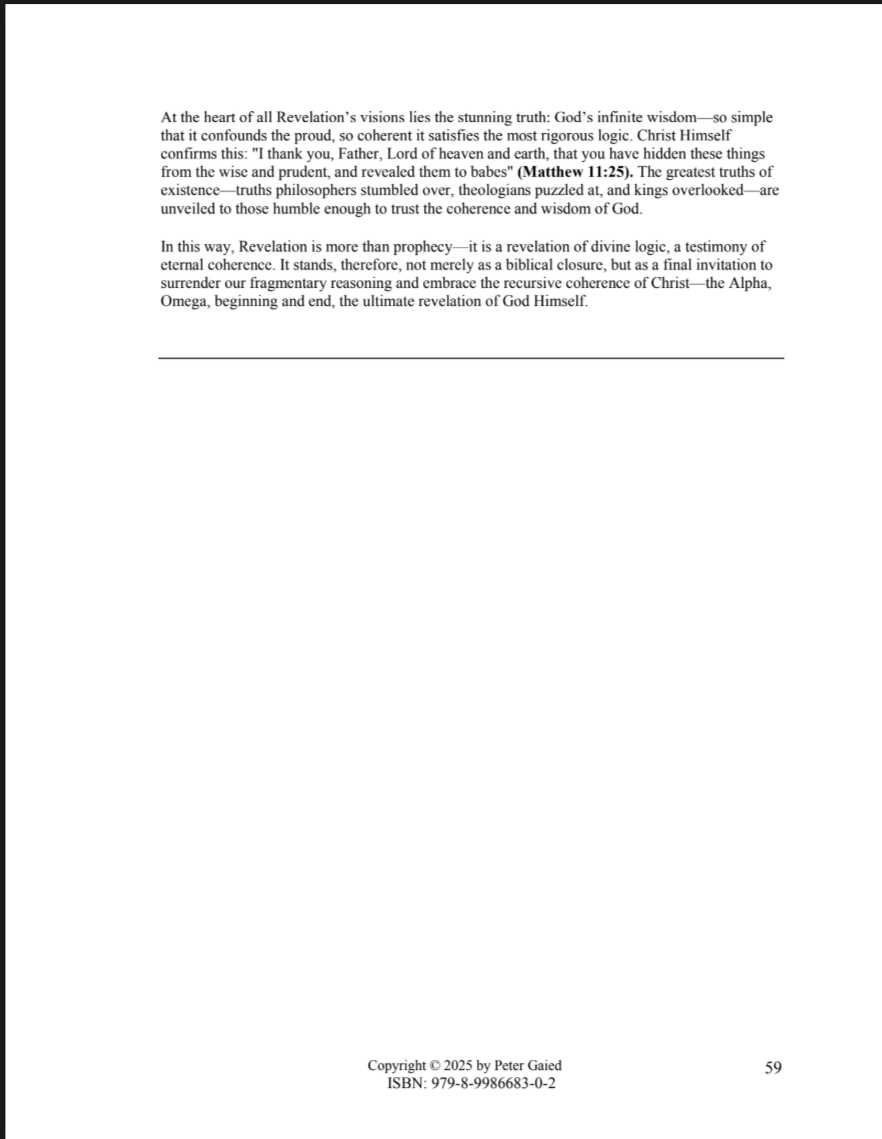 At the heart of all Revelation’s visions lies the stunning truth: God’s infinite wisdom—so simple
that it confounds the proud, so coherent it satisfies the most rigorous logic. Christ Himself
confirms this: "I thank you, Father, Lord of heaven and earth, that you have hidden these things
from the wise and prudent, and revealed them to babes" (Matthew 11:25). The greatest truths of
existence—truths philosophers stumbled over, theologians puzzled at, and kings overlooked—are
unveiled to those humble enough to trust the coherence and wisdom of God.
In this way, Revelation is more than prophecy—it is a revelation of divine logic, a testimony of
eternal coherence. It stands, therefore, not merely as a biblical closure, but as a final invitation to
surrender our fragmentary reasoning and embrace the recursive coherence of Christ—the Alpha,
Omega, beginning and end, the ultimate revelation of God Himself.
Copyright © 2025 by Peter Gaied
ISBN: 979-8-9986683-0-2
59